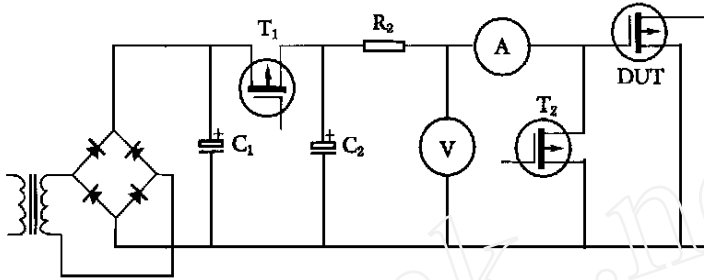 T₁
R₂
A
DUT
T₂
C₁
C₂
V